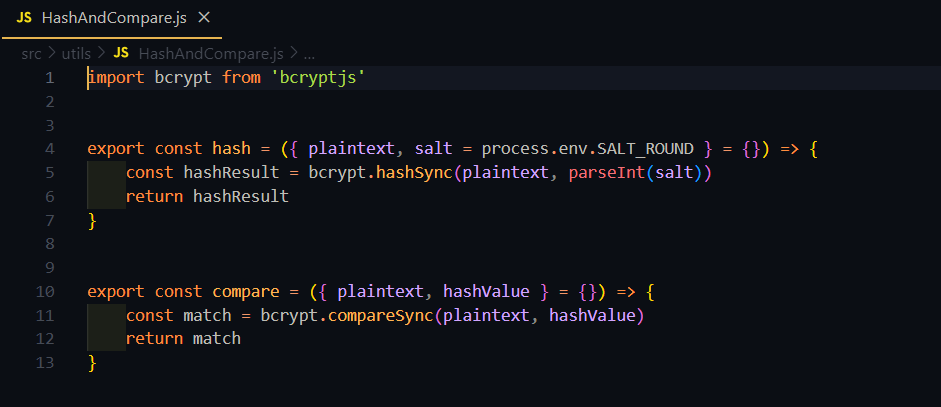 JS HashAndCompare.js ×
src > utils > JS HashAndCompare.js > ...
1 import bcrypt from 'bcryptjs'
2
3
4 export const hash = ({ plaintext, salt = process.env.SALT_ROUND } = {}) => {
5     const hashResult = bcrypt.hashSync(plaintext, parseInt(salt))
6     return hashResult
7 }
8
9
10 export const compare = ({ plaintext, hashValue } = {}) => {
11     const match = bcrypt.compareSync(plaintext, hashValue)
12     return match
13 }